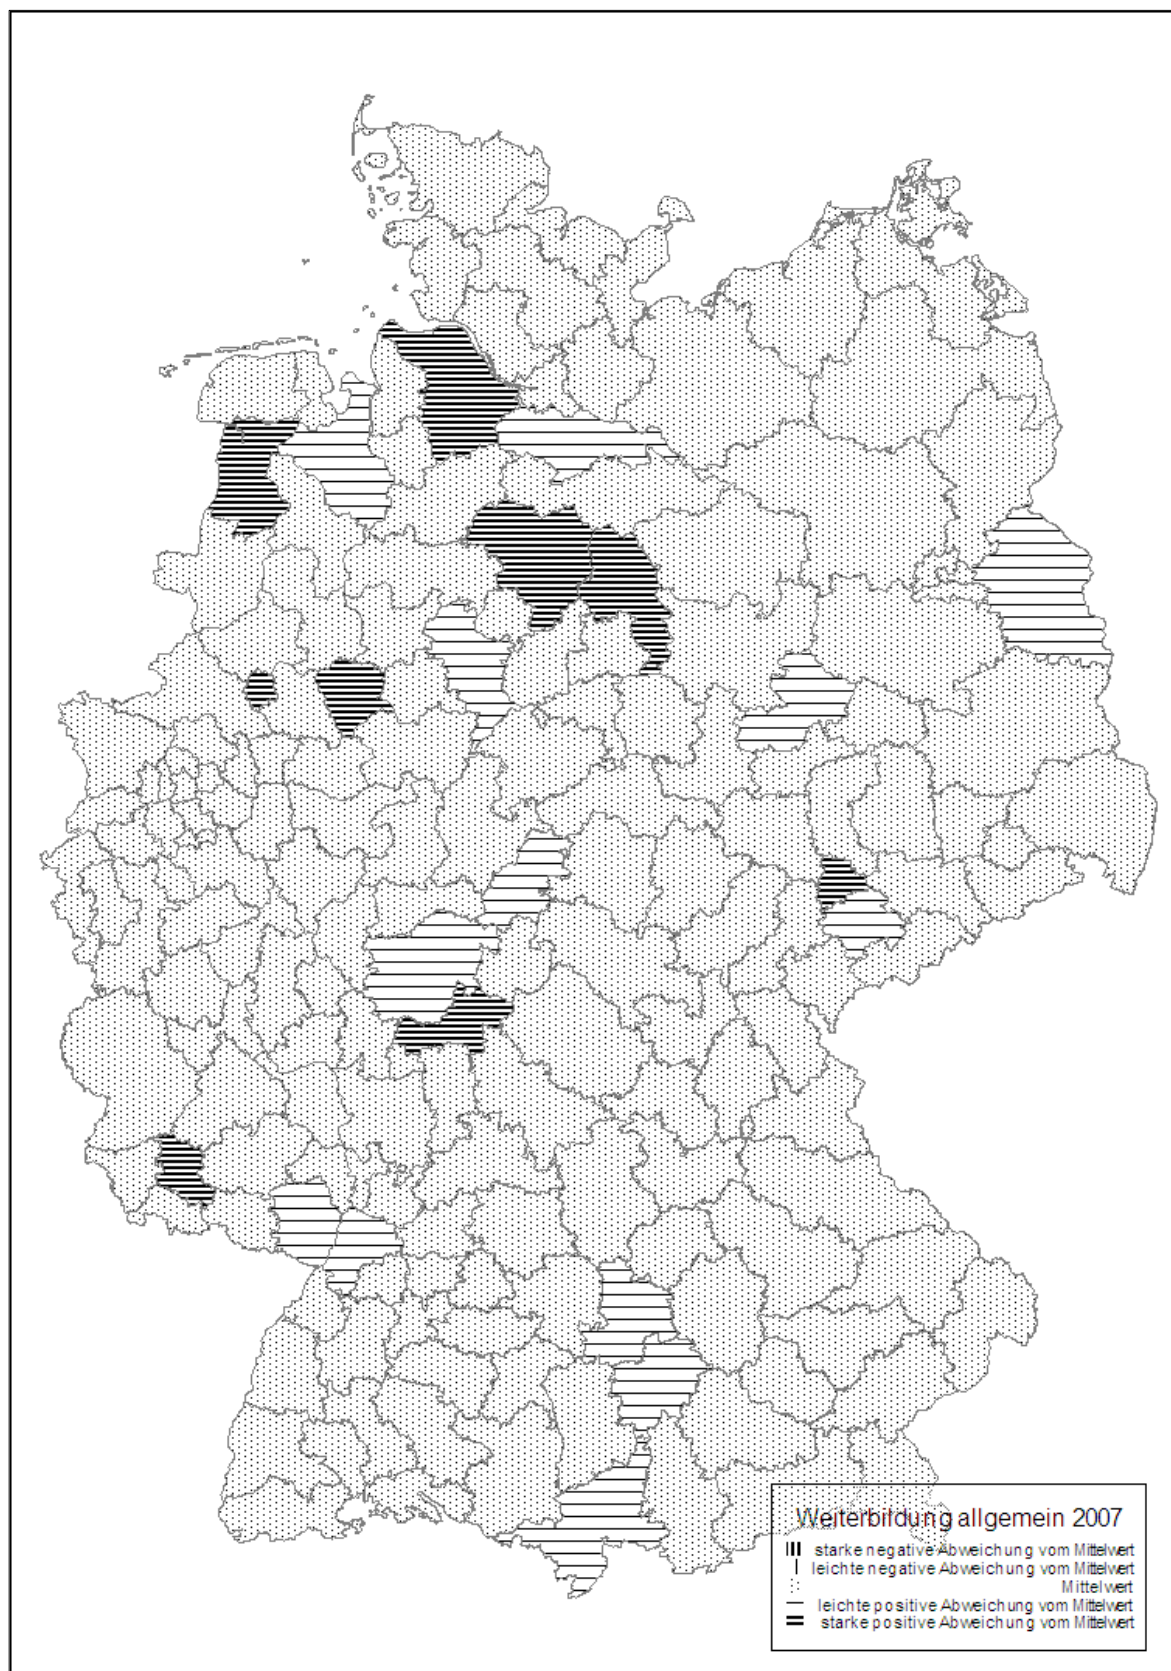 Weiterbildung allgemein 2007
starke negative Abweichung vom Mittelwert
leichte negative Abweichung vom Mittelwert
Mittelwert
leichte positive Abweichung vom Mittelwert
starke positive Abweichung vom Mittelwert